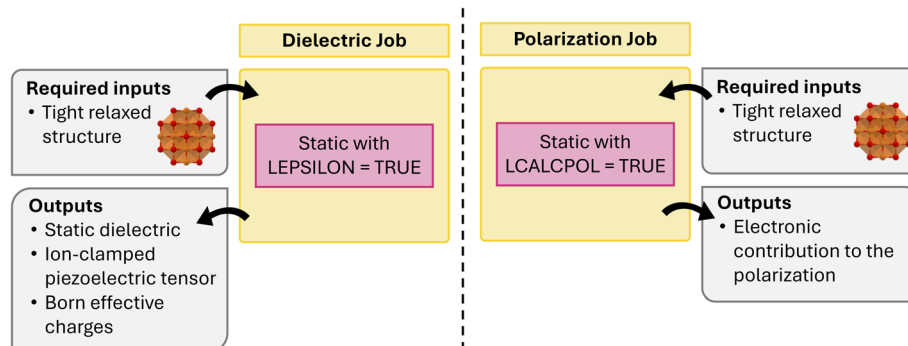 Dielectric Job
Required inputs
• Tight relaxed
structure
Static with
LEPSILON = TRUE
Outputs
• Static dielectric
• Ion-clamped
piezoelectric tensor
• Born effective
charges
Polarization Job
Required inputs
• Tight relaxed
structure
Static with
LCALCPOL = TRUE
Outputs
• Electronic
contribution to the
polarization